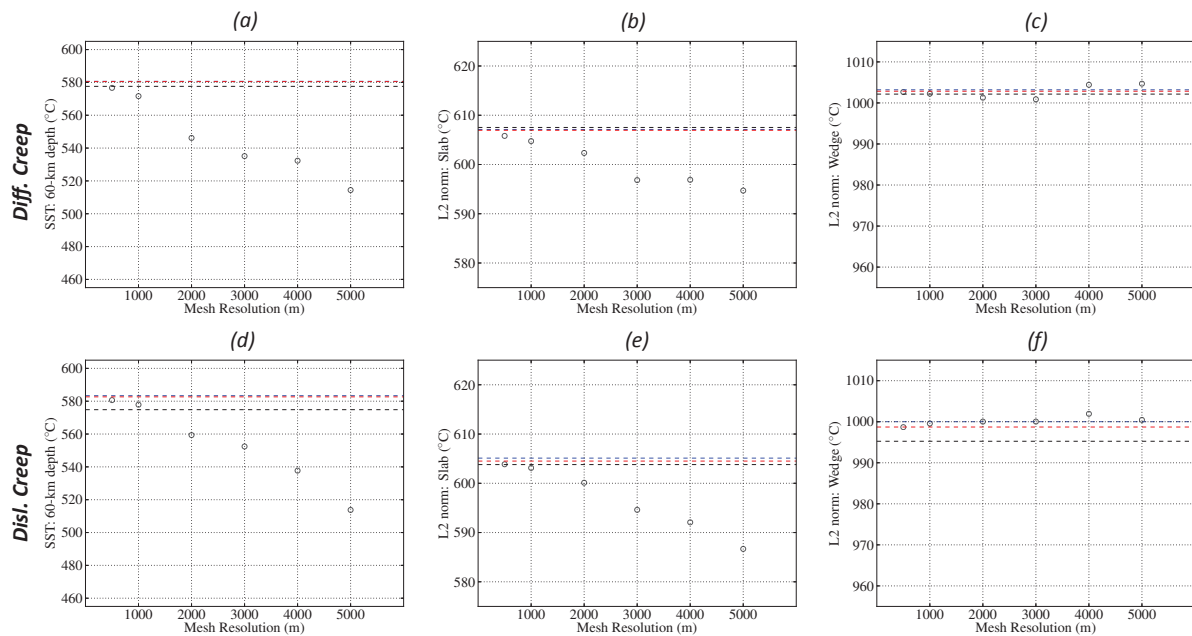 (a)
(b)
(c)
Diff. Creep
SST: 60-km depth (°C)
600
580
560
540
520
500
480
460
1000 2000 3000 4000 5000
Mesh Resolution (m)
L2 norm: Slab (°C)
620
610
600
590
580
1000 2000 3000 4000 5000
Mesh Resolution (m)
L2 norm: Wedge (°C)
1010
1000
990
980
970
960
1000 2000 3000 4000 5000
Mesh Resolution (m)
(d)
(e)
(f)
Disl. Creep
SST: 60-km depth (°C)
600
580
560
540
520
500
480
460
1000 2000 3000 4000 5000
Mesh Resolution (m)
L2 norm: Slab (°C)
620
610
600
590
580
1000 2000 3000 4000 5000
Mesh Resolution (m)
L2 norm: Wedge (°C)
1010
1000
990
980
970
960
1000 2000 3000 4000 5000
Mesh Resolution (m)